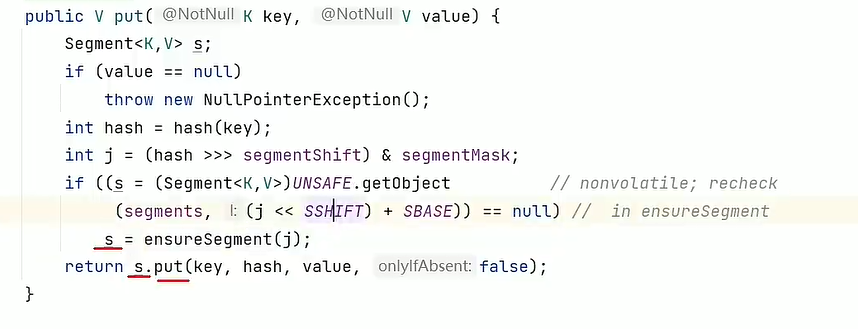 public V put( @NotNull K key, @NotNull V value) {
Segment<K,V> s;
if (value == null)
throw new NullPointerException();
int hash = hash(key);
int j = (hash >>> segmentShift) & segmentMask;
if ((s = (Segment<K,V>)UNSAFE.getObject // nonvolatile; recheck
(segments, l: (j << SSHIFT) + SBASE)) == null) // in ensureSegment
s = ensureSegment(j);
return s.put(key, hash, value, onlyIfAbsent: false);
}